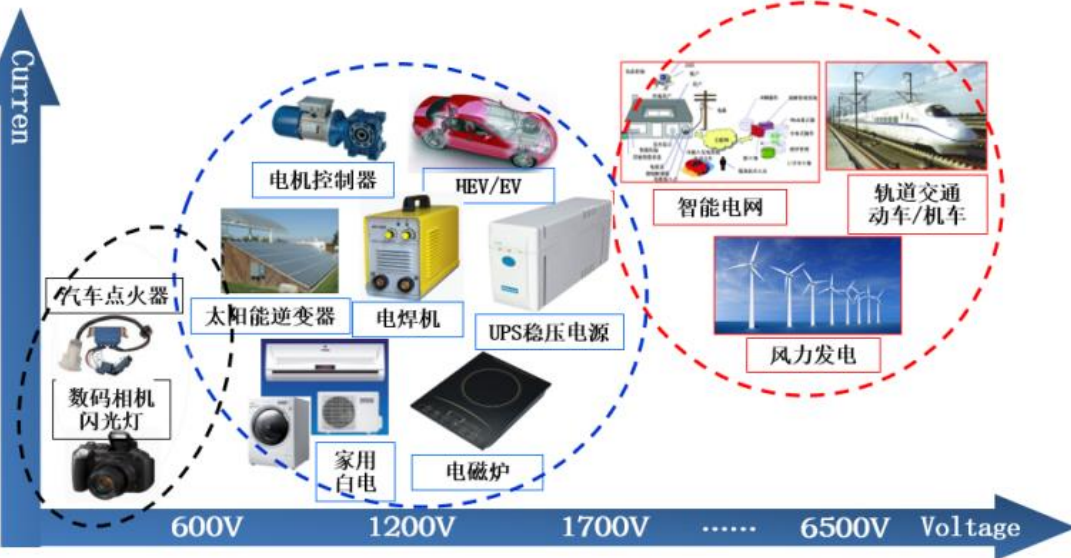 Curren
电机控制器
HEV/EV
智能电网
轨道交通
动车/机车
汽车点火器
太阳能逆变器
电焊机
UPS稳压电源
风力发电
数码相机
闪光灯
家用
白电
电磁炉
600V
1200V
1700V
……
6500V
Voltage